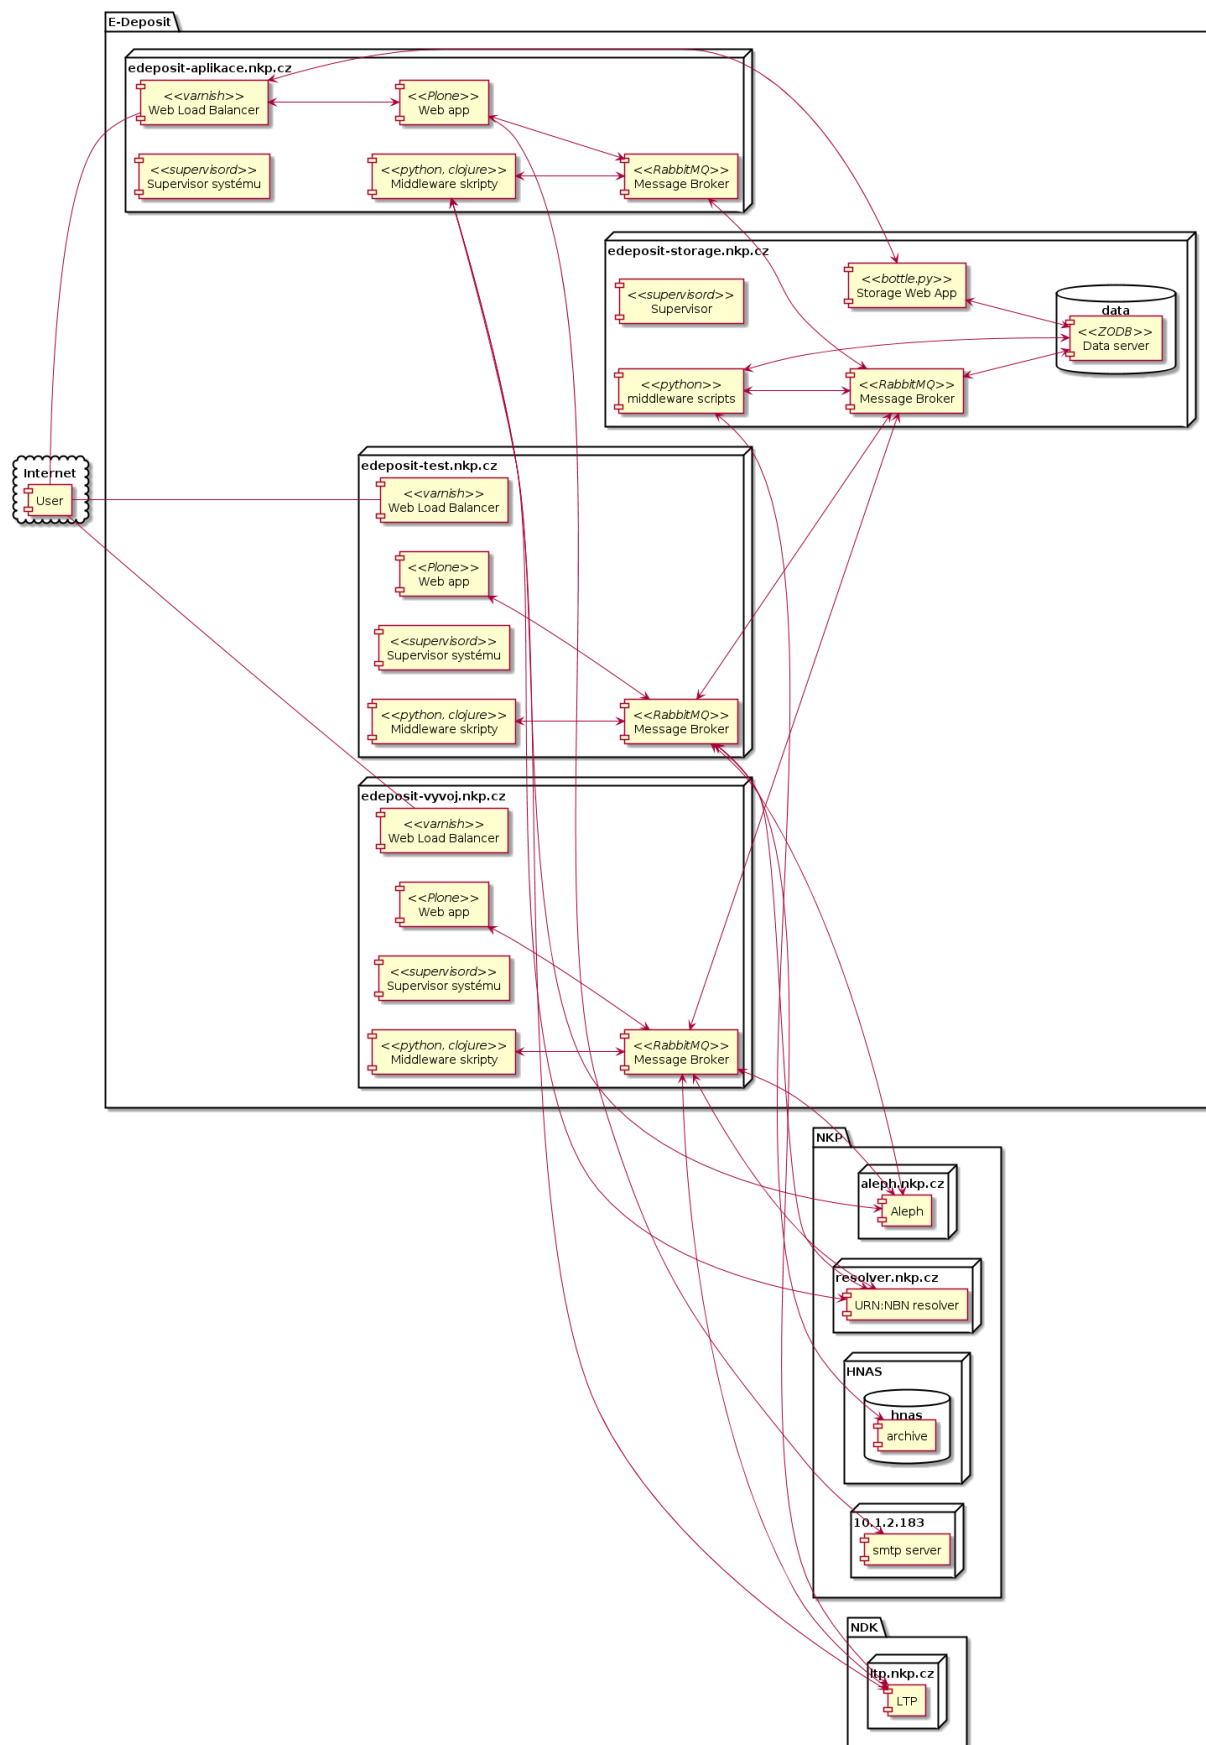 E-Deposit
edeposit-aplikace.nkp.cz
<<varnish>>
Web Load Balancer
<<Plone>>
Web app
<<supervisord>>
Supervisor systému
<<python, clojure>>
Middleware skripty
<<RabbitMQ>>
Message Broker
edeposit-storage.nkp.cz
<<supervisord>>
Supervisor
<<bottle.py>>
Storage Web App
data
<<ZODB>>
Data server
<<python>>
middleware scripts
<<RabbitMQ>>
Message Broker
Internet
User
edeposit-test.nkp.cz
<<varnish>>
Web Load Balancer
<<Plone>>
Web app
<<supervisord>>
Supervisor systému
<<python, clojure>>
Middleware skripty
<<RabbitMQ>>
Message Broker
edeposit-vyvoj.nkp.cz
<<varnish>>
Web Load Balancer
<<Plone>>
Web app
<<supervisord>>
Supervisor systému
<<python, clojure>>
Middleware skripty
<<RabbitMQ>>
Message Broker
NKP
aleph.nkp.cz
Aleph
resolver.nkp.cz
URN:NBN resolver
HNAS
hnas
archive
10.1.2.183
smtp server
NDK
ltp.nkp.cz
LTP